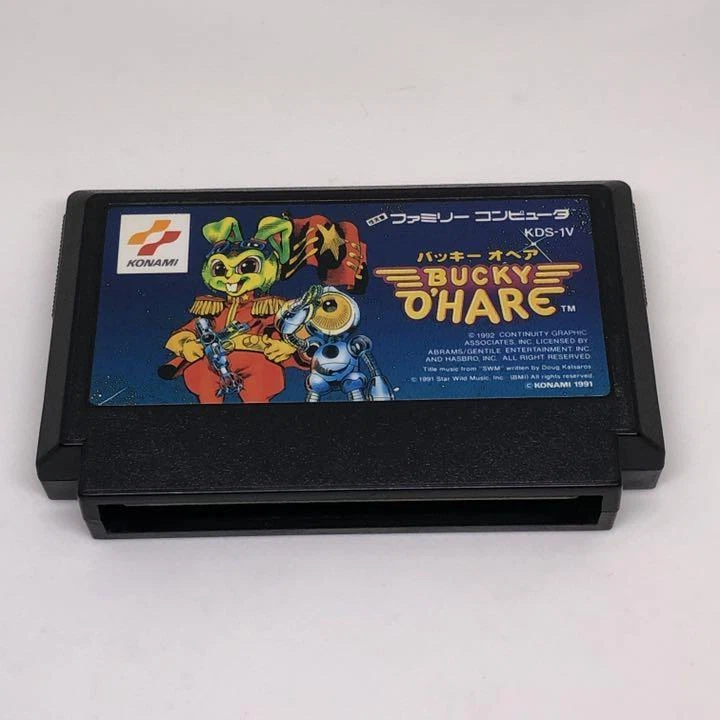 KONAMI
ファミリー コンピュータ
KDS-1V
バッキー オヘア
BUCKY
O'HARE TM
© 1992 CONTINUITY GRAPHIC
ASSOCIATES, INC. LICENSED BY
ABRAMS/GENTILE ENTERTAINMENT INC.
AND HASBRO, INC. ALL RIGHT RESERVED
Title music from "SWM" written by Doug Katsaros
© 1991 Star Wild Music, Inc. (BMI) All rights reserved.
© KONAMI 1991